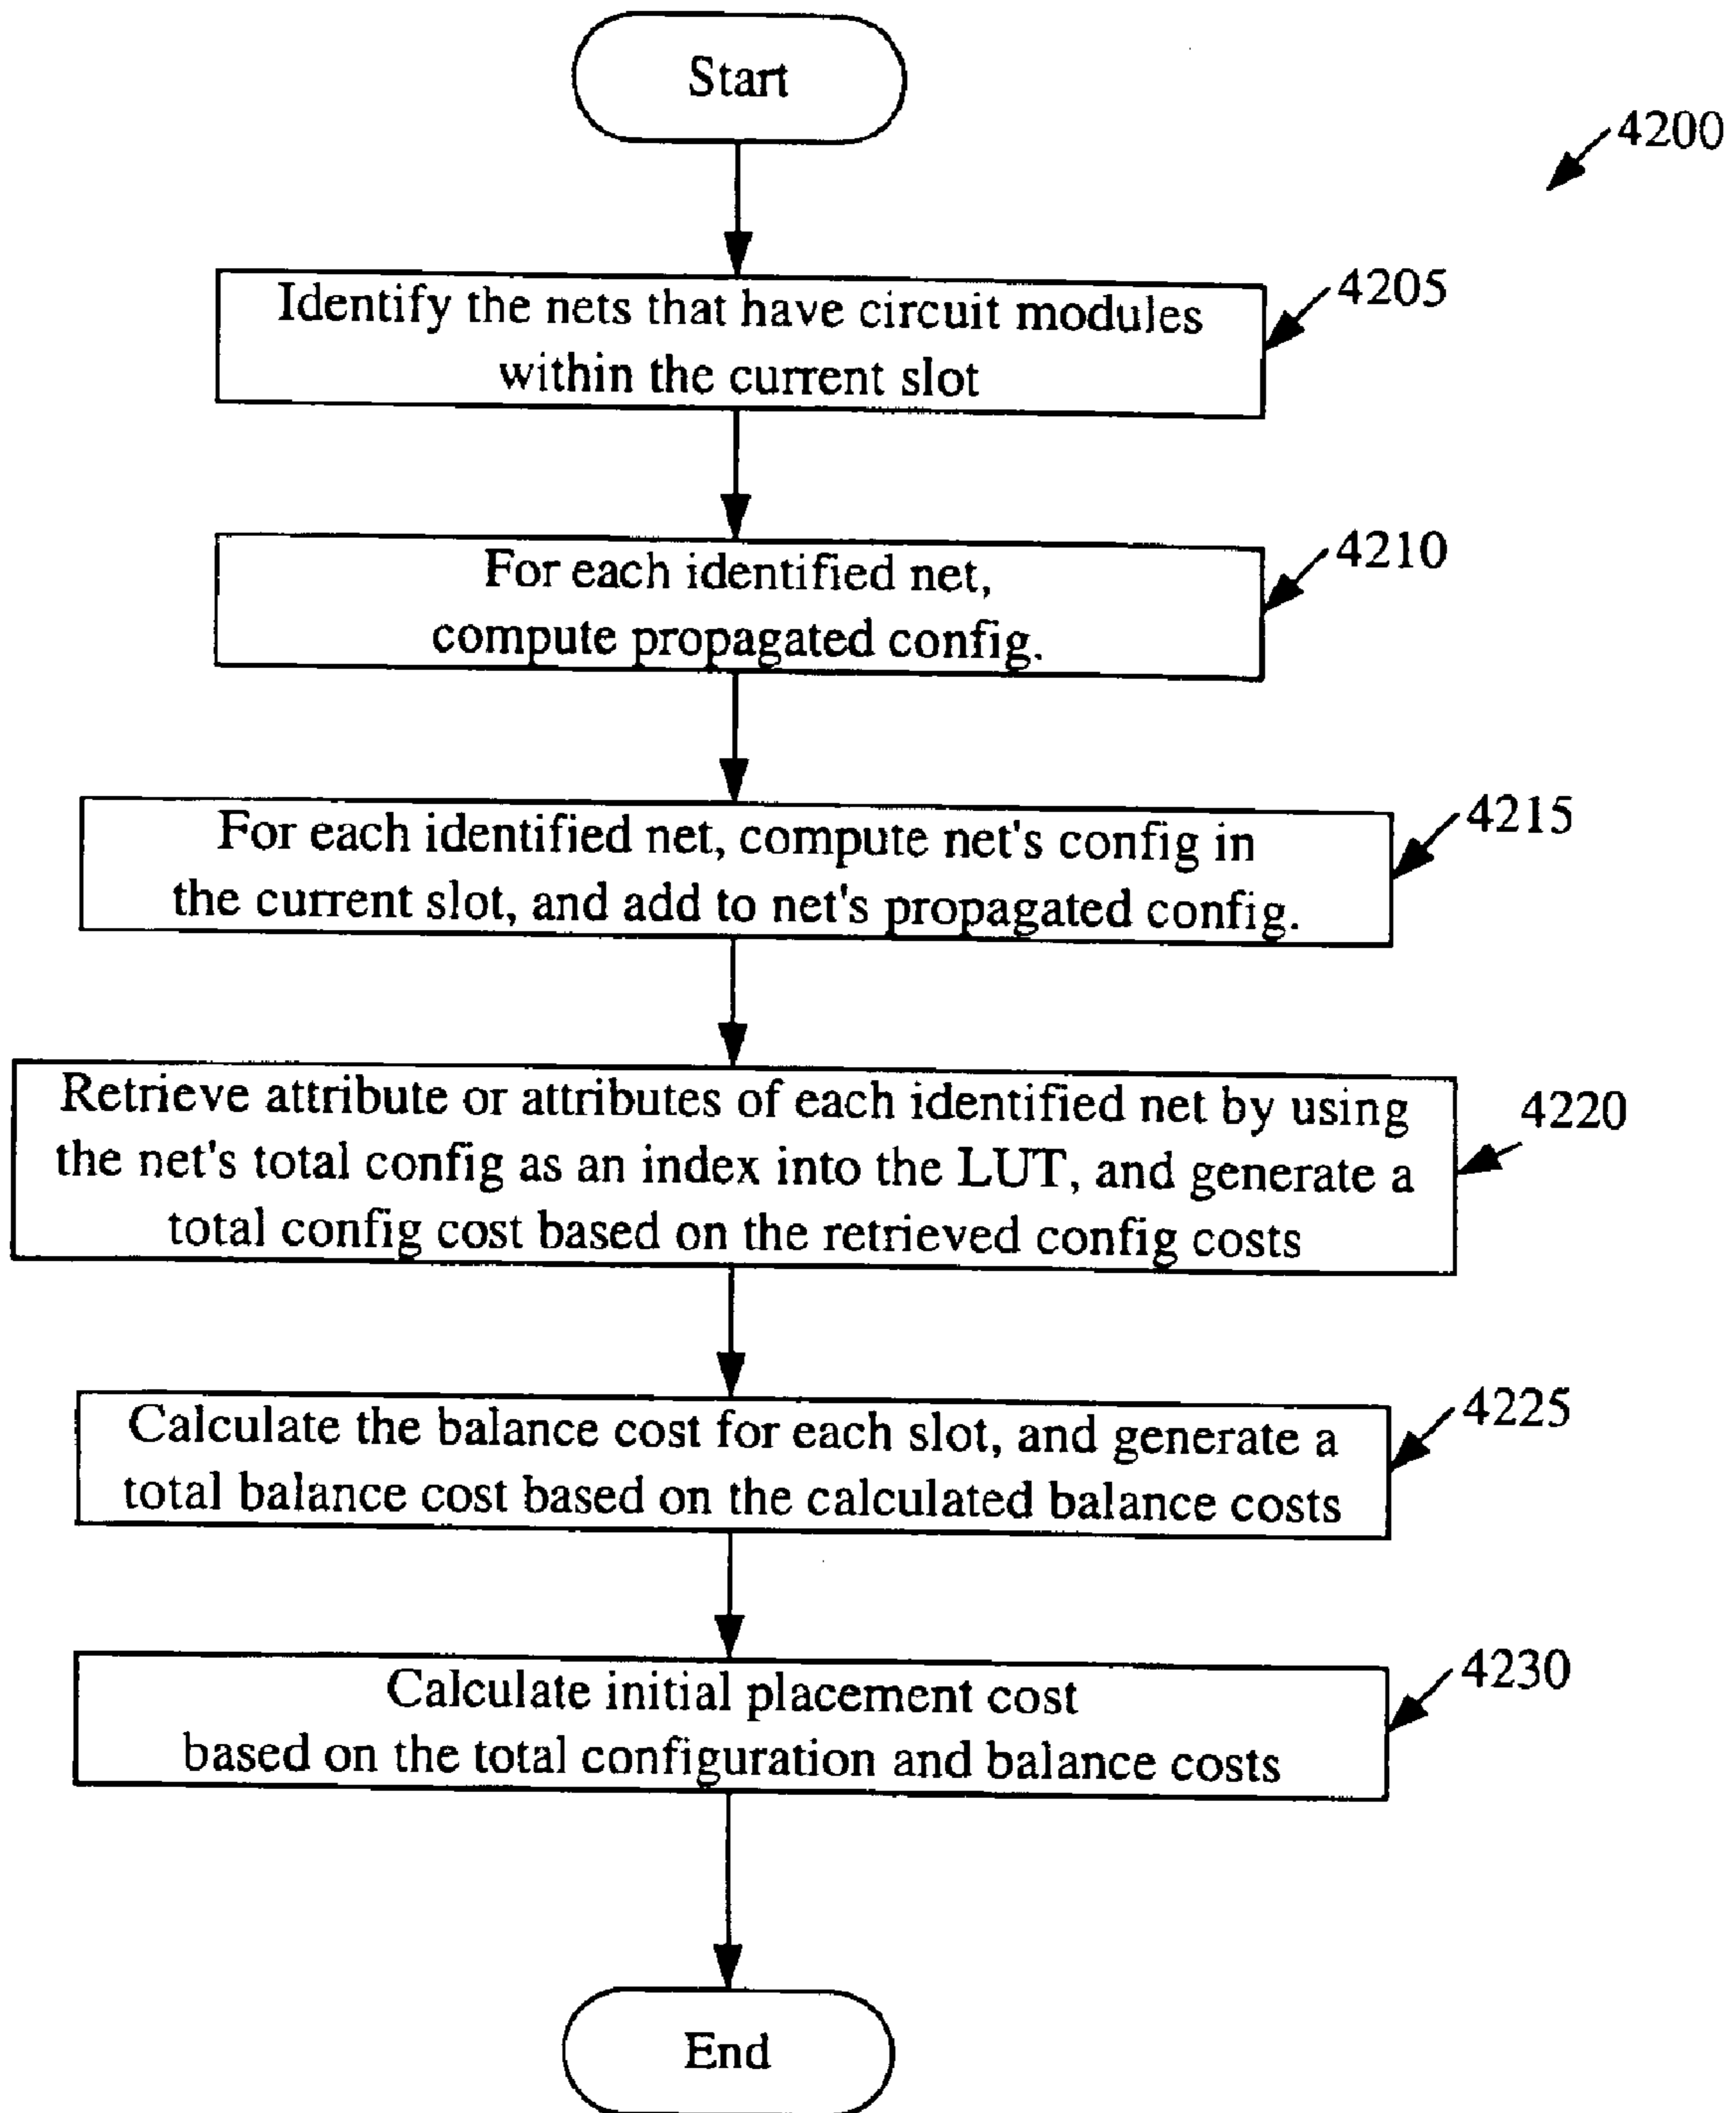 Start
4200
Identify the nets that have circuit modules
within the current slot
4205
For each identified net,
compute propagated config.
4210
For each identified net, compute net's config in
the current slot, and add to net's propagated config.
4215
Retrieve attribute or attributes of each identified net by using
the net's total config as an index into the LUT, and generate a
total config cost based on the retrieved config costs
4220
Calculate the balance cost for each slot, and generate a
total balance cost based on the calculated balance costs
4225
Calculate initial placement cost
based on the total configuration and balance costs
4230
End